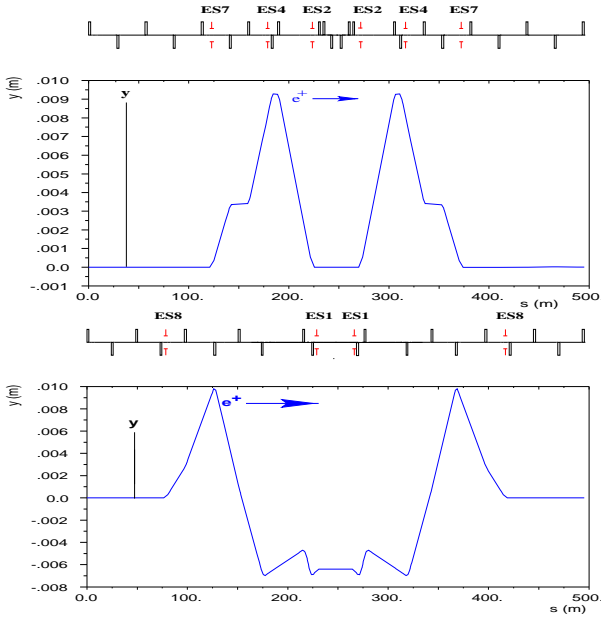 ES7 ES4 ES2 ES2 ES4 ES7
y (m)
.010
y
e+
.009
.008
.007
.006
.005
.004
.003
.002
.001
0.0
-.001
0.0 100. 200. 300. 400. 500.
s (m)
ES8 ES1 ES1 ES8
y (m)
.010
e+
.008
y
.006
.004
.002
0.0
-.002
-.004
-.006
-.008
0.0 100. 200. 300. 400. 500.
s (m)